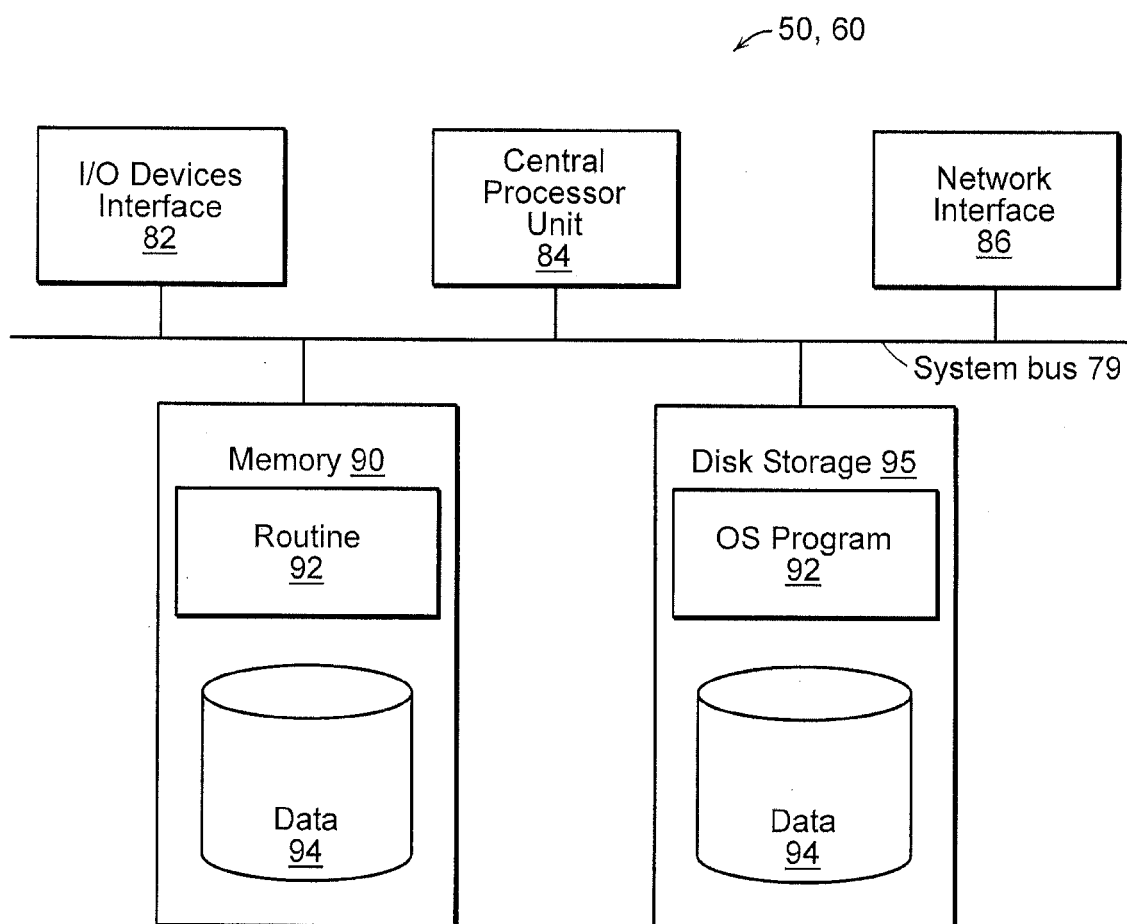 50, 60
I/O Devices
Interface
82
Central
Processor
Unit
84
Network
Interface
86
System bus 79
Memory 90
Routine
92
Data
94
Disk Storage 95
OS Program
92
Data
94